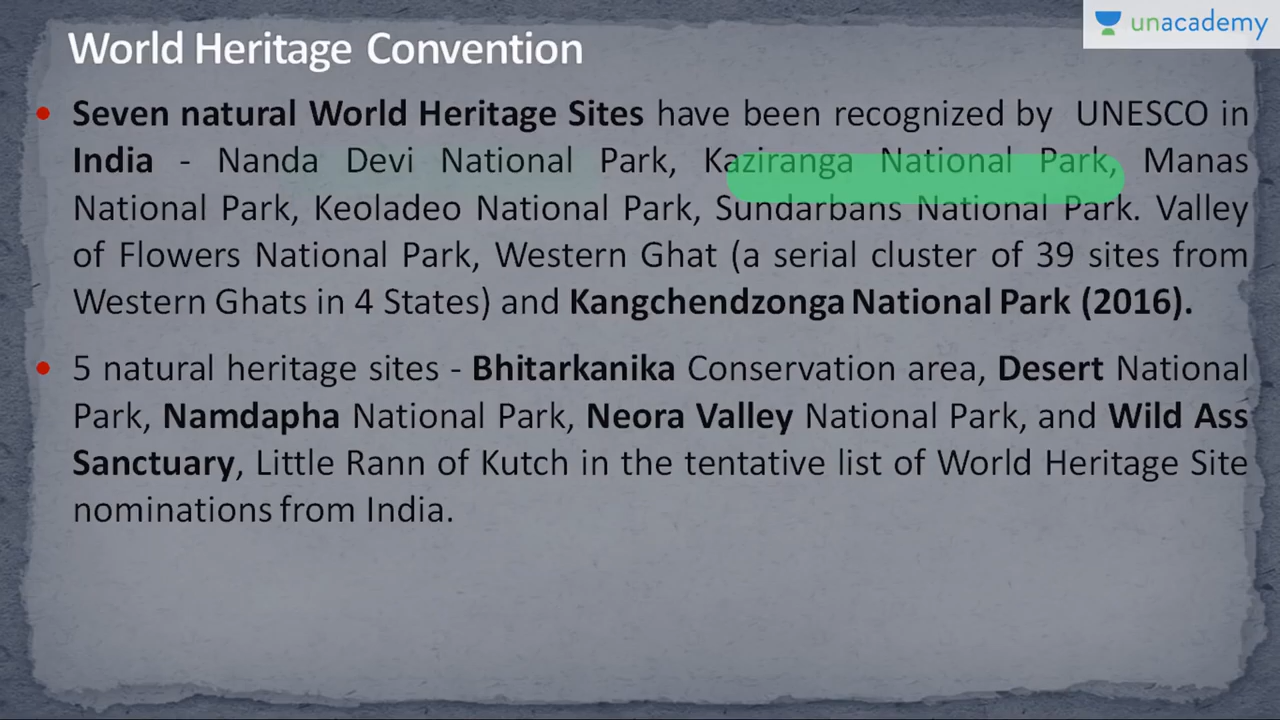 unacademy
World Heritage Convention
• Seven natural World Heritage Sites have been recognized by UNESCO in
India - Nanda Devi National Park, Kaziranga National Park, Manas
National Park, Keoladeo National Park, Sundarbans National Park. Valley
of Flowers National Park, Western Ghat (a serial cluster of 39 sites from
Western Ghats in 4 States) and Kangchendzonga National Park (2016).
• 5 natural heritage sites - Bhitarkanika Conservation area, Desert National
Park, Namdapha National Park, Neora Valley National Park, and Wild Ass
Sanctuary, Little Rann of Kutch in the tentative list of World Heritage Site
nominations from India.